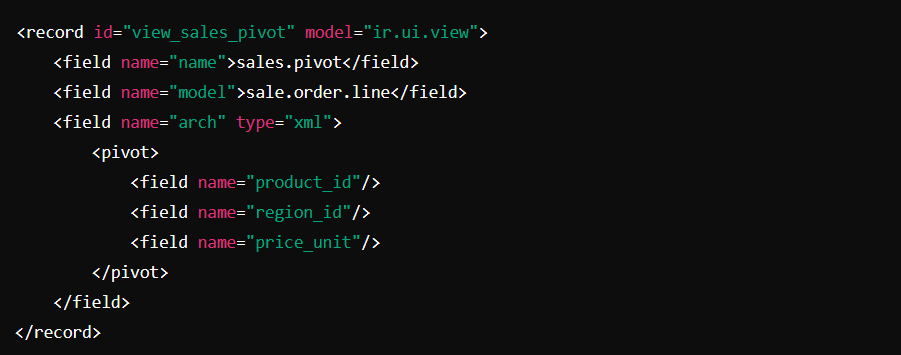 <record id="view_sales_pivot" model="ir.ui.view">
<field name="name">sales.pivot</field>
<field name="model">sale.order.line</field>
<field name="arch" type="xml">
<pivot>
<field name="product_id"/>
<field name="region_id"/>
<field name="price_unit"/>
</pivot>
</field>
</record>